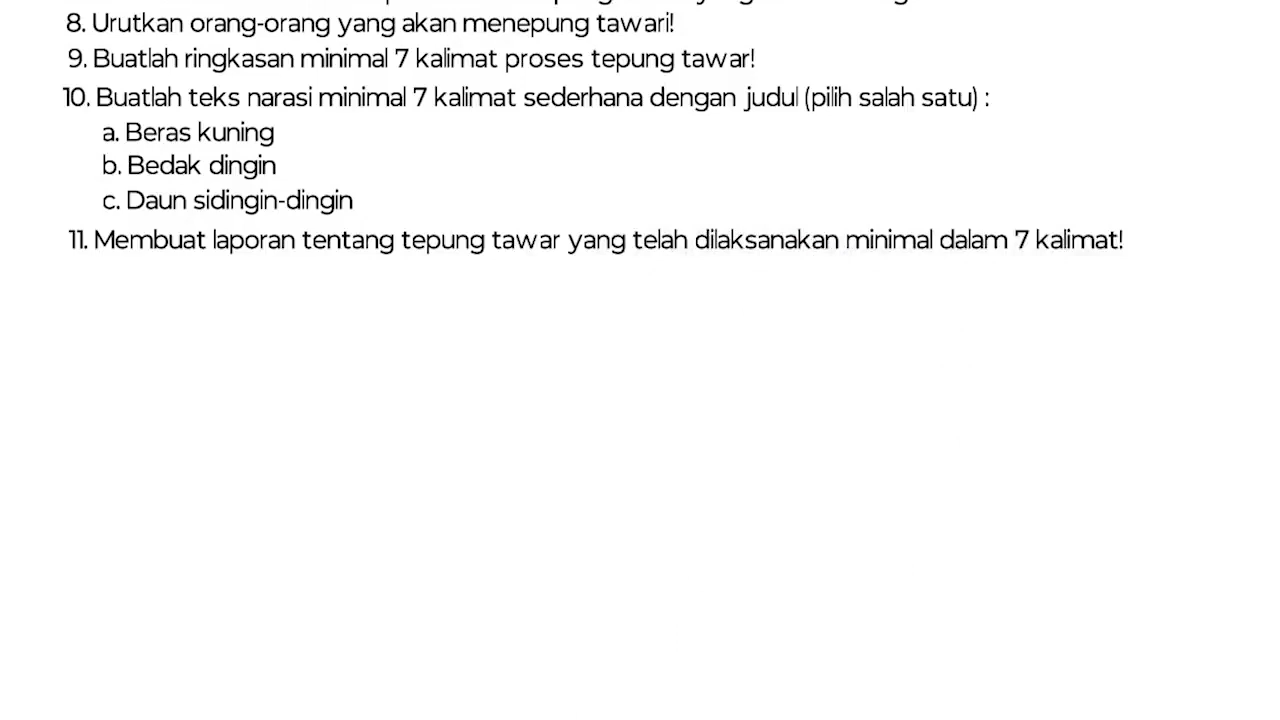 8. Urutkan orang-orang yang akan menepung tawari!
9. Buatlah ringkasan minimal 7 kalimat proses tepung tawar!
10. Buatlah teks narasi minimal 7 kalimat sederhana dengan judul (pilih salah satu) :
a. Beras kuning
b. Bedak dingin
c. Daun sidingin-dingin
11. Membuat laporan tentang tepung tawar yang telah dilaksanakan minimal dalam 7 kalimat!